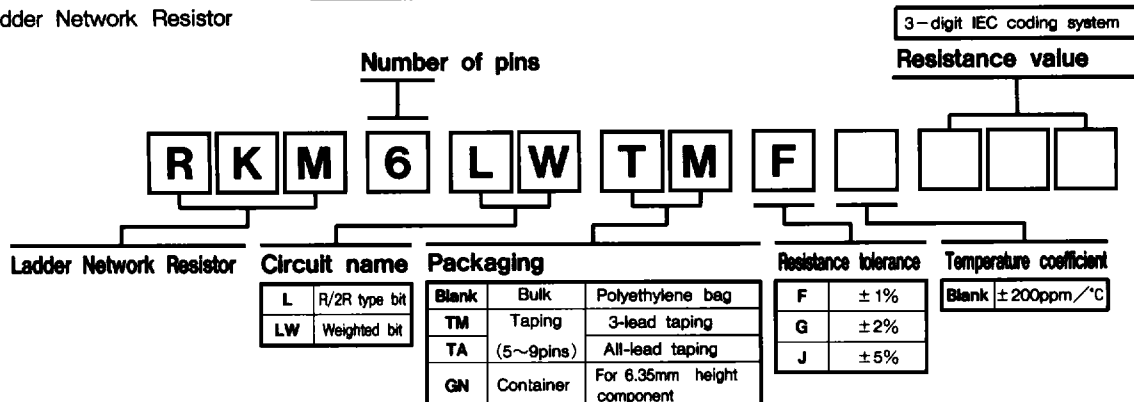 dder Network Resistor
3-digit IEC coding system
Number of pins
Resistance value
R K M 6 L W T M F
Ladder Network Resistor
Circuit name
L R/2R type bit
LW Weighted bit
Packaging
Blank Bulk Polyethylene bag
TM Taping 3-lead taping
TA (5~9pins) All-lead taping
GN Container For 6.35mm height
component
Resistance tolerance
F ±1%
G ±2%
J ±5%
Temperature coefficient
Blank ±200ppm/°C